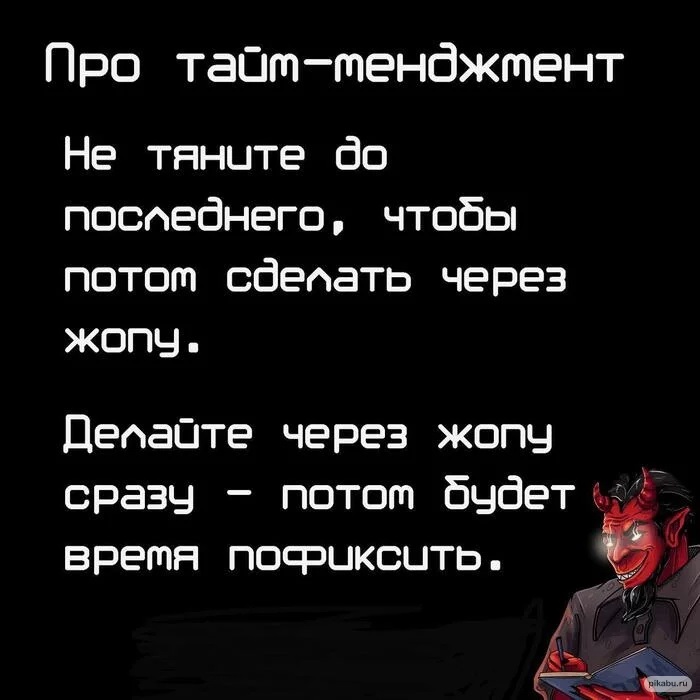 Про тайм-менджмент
Не тяните до
последнего, чтобы
потом сделать через
жопу.
Делайте через жопу
сразу - потом будет
время пофиксить.
pikabu.ru